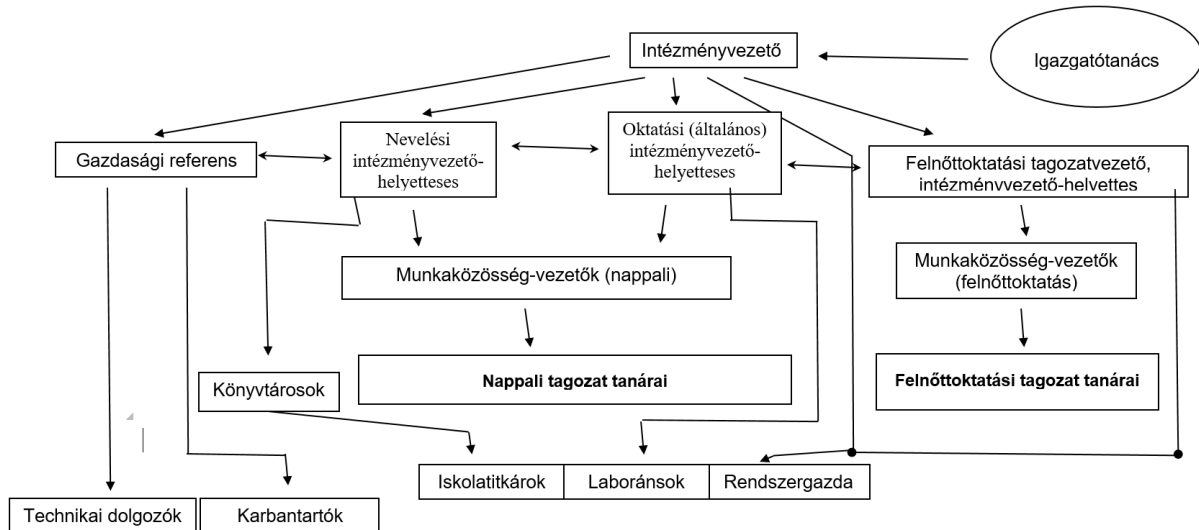 Intézményvezető
Igazgatótanács
Gazdasági referens
Nevelési
intézményvezető-
helyetteses
Oktatási (általános)
intézményvezető-
helyetteses
Felnőttoktatási tagozatvezető,
intézményvezető-helyettes
Munkaközösség-vezetők (nappali)
Munkaközösség-vezetők
(felnőttoktatás)
Könyvtárosok
Nappali tagozat tanárai
Felnőttoktatási tagozat tanárai
Iskolatitkárok
Laboránsok
Rendszergazda
Technikai dolgozók
Karbantartók